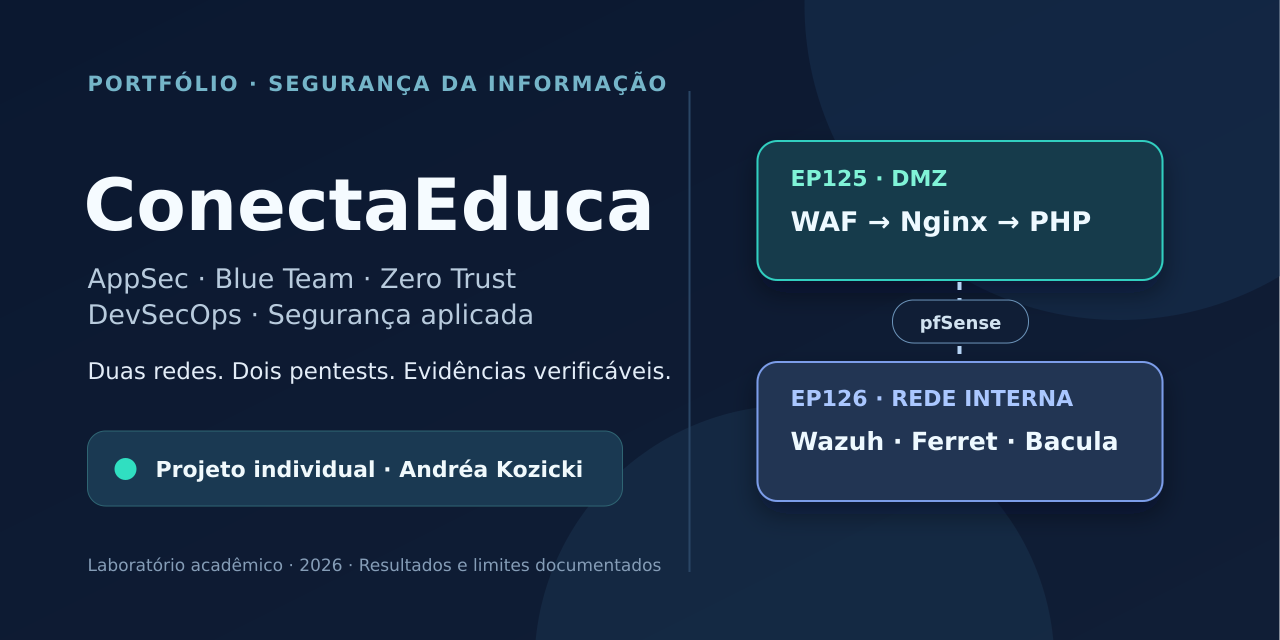 PORTFÓLIO · SEGURANÇA DA INFORMAÇÃO
ConectaEduca
AppSec · Blue Team · Zero Trust
DevSecOps · Segurança aplicada
Duas redes. Dois pentests. Evidências verificáveis.
Projeto individual · Andréa Kozicki
Laboratório acadêmico · 2026 · Resultados e limites documentados
EP125 · DMZ
WAF → Nginx → PHP
pfSense
EP126 · REDE INTERNA
Wazuh · Ferret · Bacula